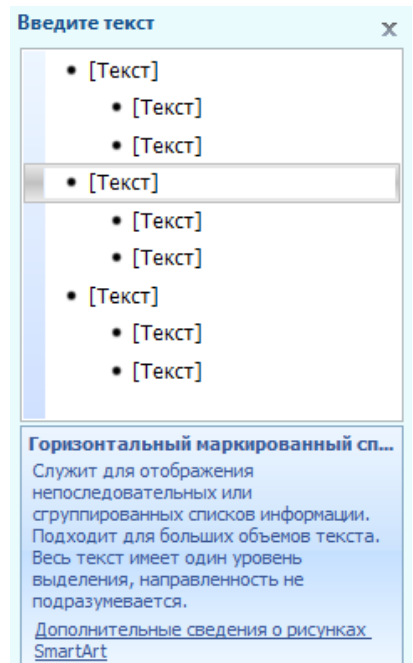 Введите текст x
• [Текст]
• [Текст]
• [Текст]
• [Текст]
• [Текст]
• [Текст]
• [Текст]
• [Текст]
• [Текст]
Горизонтальный маркированный сп...
Служит для отображения
непоследовательных или
сгруппированных списков информации.
Подходит для больших объемов текста.
Весь текст имеет один уровень
выделения, направленность не
подразумевается.
Дополнительные сведения о рисунках
SmartArt